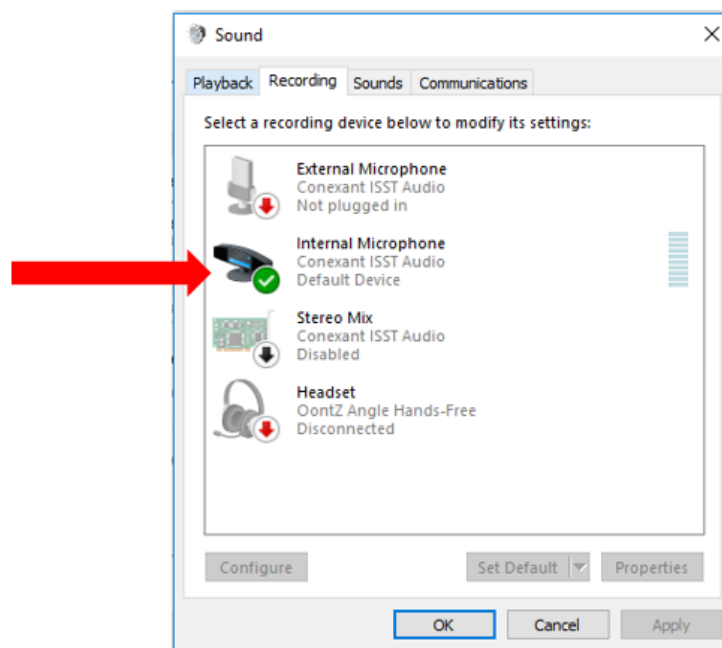 Sound
Playback Recording Sounds Communications
Select a recording device below to modify its settings:
External Microphone
Conexant ISST Audio
Not plugged in
Internal Microphone
Conexant ISST Audio
Default Device
Stereo Mix
Conexant ISST Audio
Disabled
Headset
OontZ Angle Hands-Free
Disconnected
Configure Set Default Properties
OK Cancel Apply